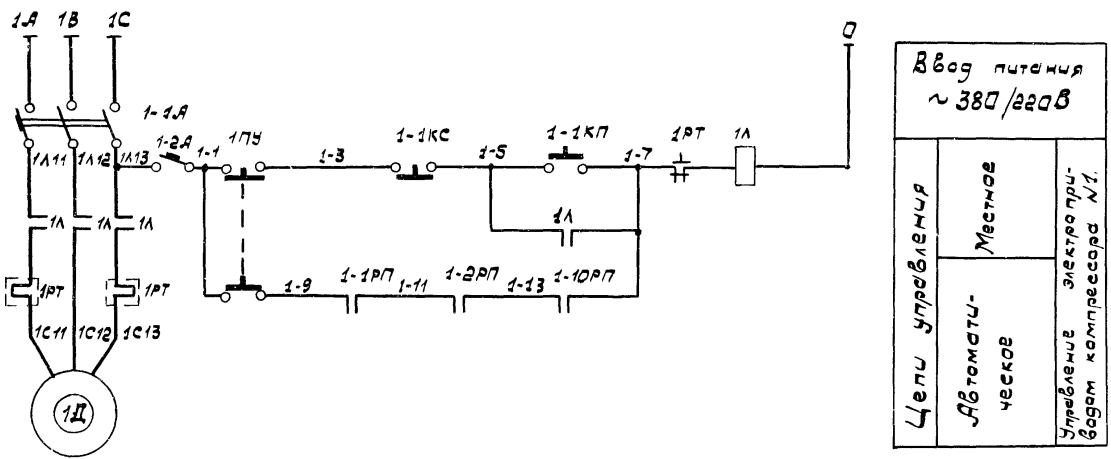 1А 1В 1С 0
1-1А
1Л11 1Л12 1Л13 1-2А 1-1 1ПУ 1-3 1-1КС 1-5 1-1КП 1-7 1РТ 1Л
1Л 1Л 1Л
1Л
1РТ 1РТ
1-9 1-1РП 1-11 1-2РП 1-13 1-10РП
1С11 1С12 1С13
1Д
Ввод питания
~380/220В
Цепи управления
Местное
Автомати-
ческое
Управление электропри-
водом компрессора N1.